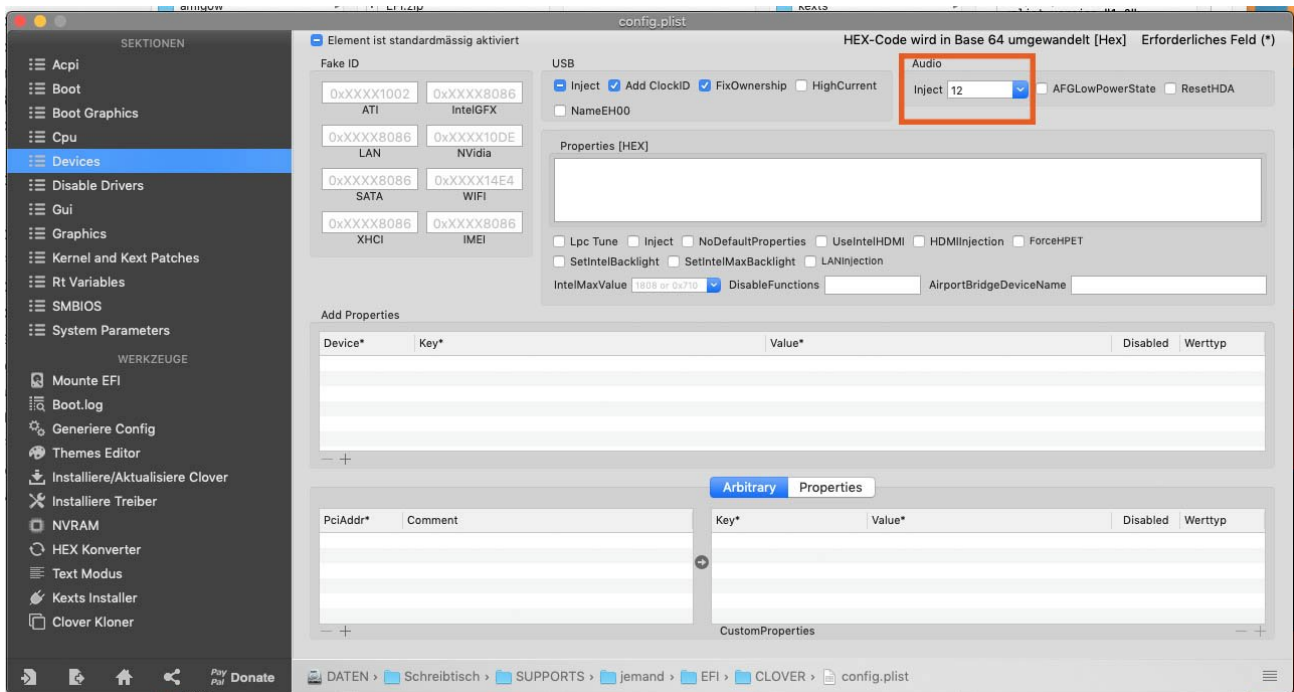 config.plist
SEKTIONEN
Acpi
Boot
Boot Graphics
Cpu
Devices
Disable Drivers
Gui
Graphics
Kernel and Kext Patches
Rt Variables
SMBIOS
System Parameters
WERKZEUGE
Mounte EFI
Boot.log
Generiere Config
Themes Editor
Installiere/Aktualisiere Clover
Installiere Treiber
NVRAM
HEX Konverter
Text Modus
Kexts Installer
Clover Kloner
Pay Pal Donate
Element ist standardmässig aktiviert
HEX-Code wird in Base 64 umgewandelt [Hex] Erforderliches Feld (*)
Fake ID
0xXXXX1002 0xXXXX8086
ATI IntelGFX
0xXXXX8086 0xXXXX10DE
LAN NVidia
0xXXXX8086 0xXXXX14E4
SATA WIFI
0xXXXX8086 0xXXXX8086
XHCI IMEI
USB
Inject Add ClockID FixOwnership HighCurrent
NameEH00
Audio
Inject 12 AFGLowPowerState ResetHDA
Properties [HEX]
Lpc Tune Inject NoDefaultProperties UseIntelHDMI HDMIInjection ForceHPET
SetIntelBacklight SetIntelMaxBacklight LANInjection
IntelMaxValue 1808 or 0x710 DisableFunctions AirportBridgeDeviceName
Add Properties
Device* Key* Value* Disabled Werttyp
Arbitrary Properties
PciAddr* Comment
Key* Value* Disabled Werttyp
CustomProperties
DATEN › Schreibtisch › SUPPORTS › jemand › EFI › CLOVER › config.plist